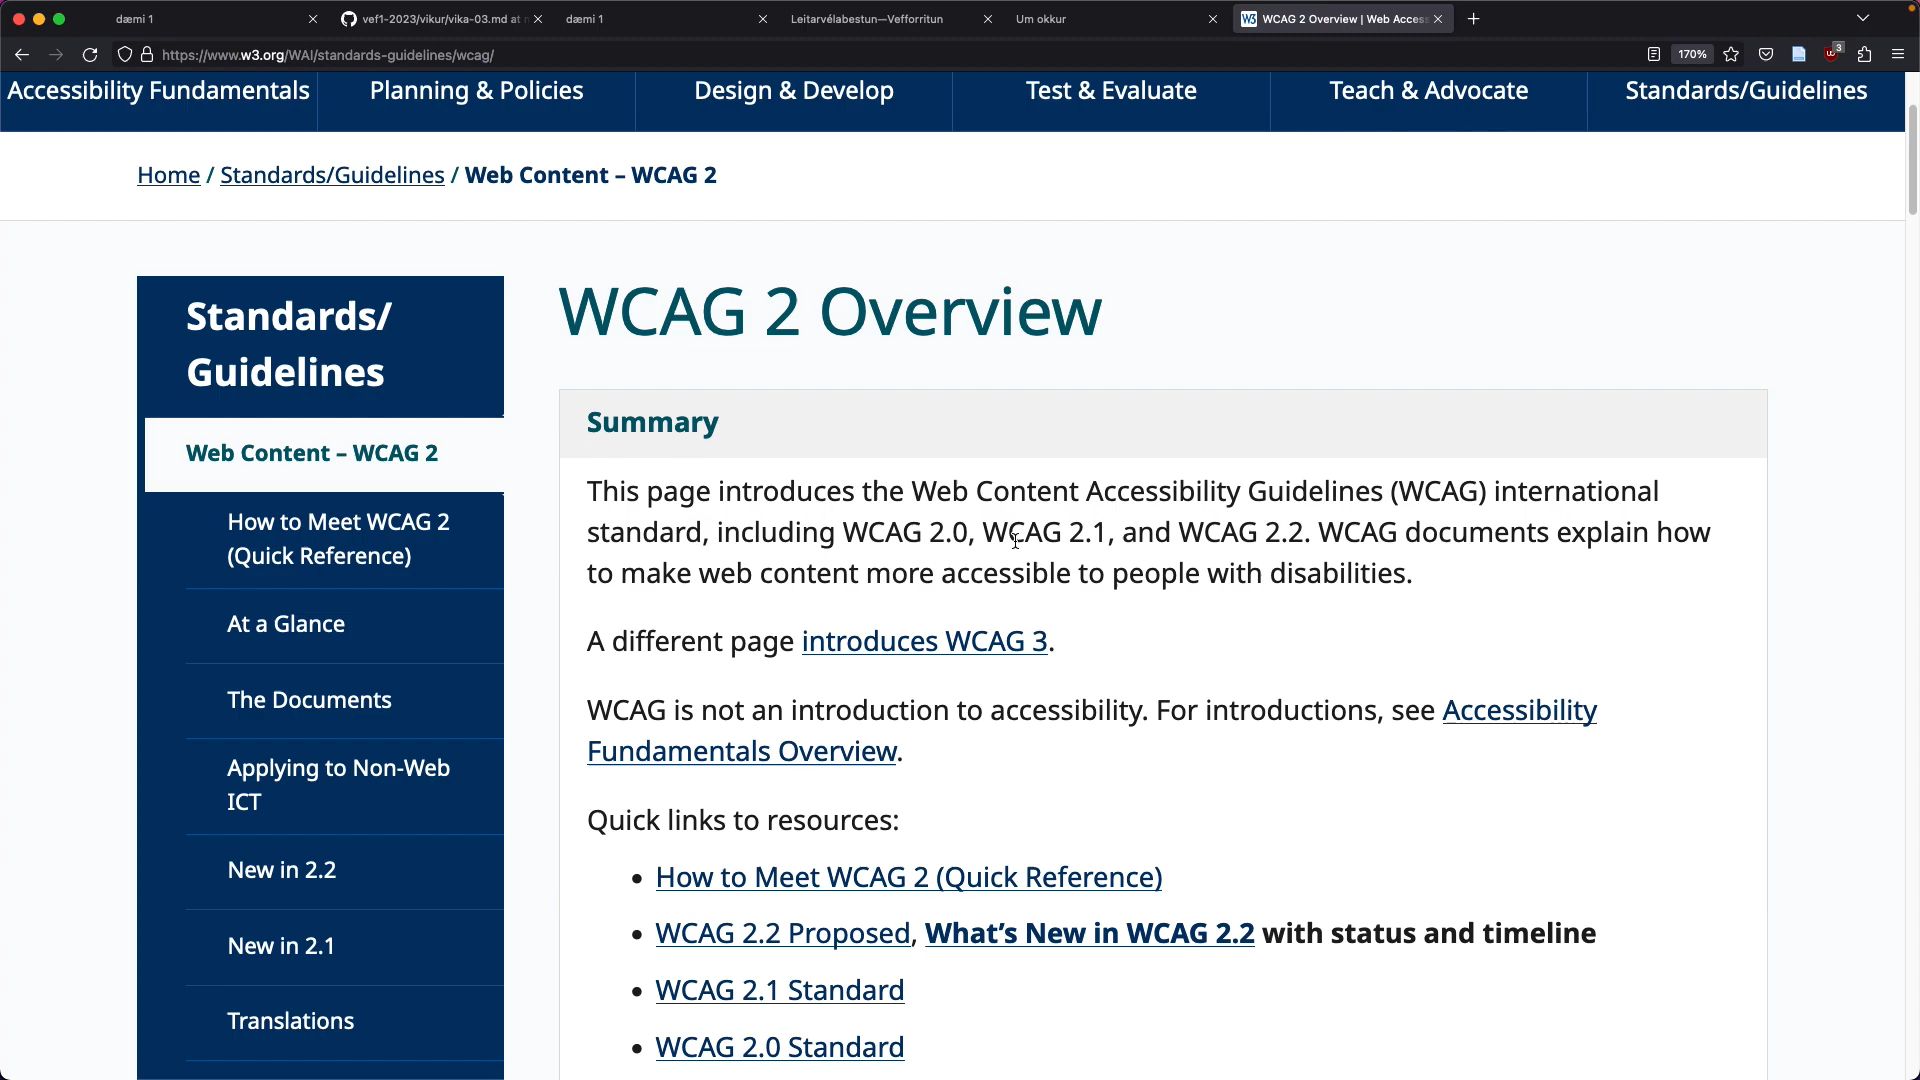 dæmi 1
vef1-2023/vikur/vika-03.md at
dæmi 1
Leitarvélabestun—Vefforritun
Um okkur
W3 WCAG 2 Overview | Web Access
https://www.w3.org/WAI/standards-guidelines/wcag/
170%
3
Accessibility Fundamentals
Planning & Policies
Design & Develop
Test & Evaluate
Teach & Advocate
Standards/Guidelines
Home / Standards/Guidelines / Web Content – WCAG 2
Standards/
Guidelines
Web Content – WCAG 2
How to Meet WCAG 2
(Quick Reference)
At a Glance
The Documents
Applying to Non-Web
ICT
New in 2.2
New in 2.1
Translations
WCAG 2 Overview
Summary
This page introduces the Web Content Accessibility Guidelines (WCAG) international
standard, including WCAG 2.0, WCAG 2.1, and WCAG 2.2. WCAG documents explain how
to make web content more accessible to people with disabilities.
A different page introduces WCAG 3.
WCAG is not an introduction to accessibility. For introductions, see Accessibility
Fundamentals Overview.
Quick links to resources:
• How to Meet WCAG 2 (Quick Reference)
• WCAG 2.2 Proposed, What’s New in WCAG 2.2 with status and timeline
• WCAG 2.1 Standard
• WCAG 2.0 Standard